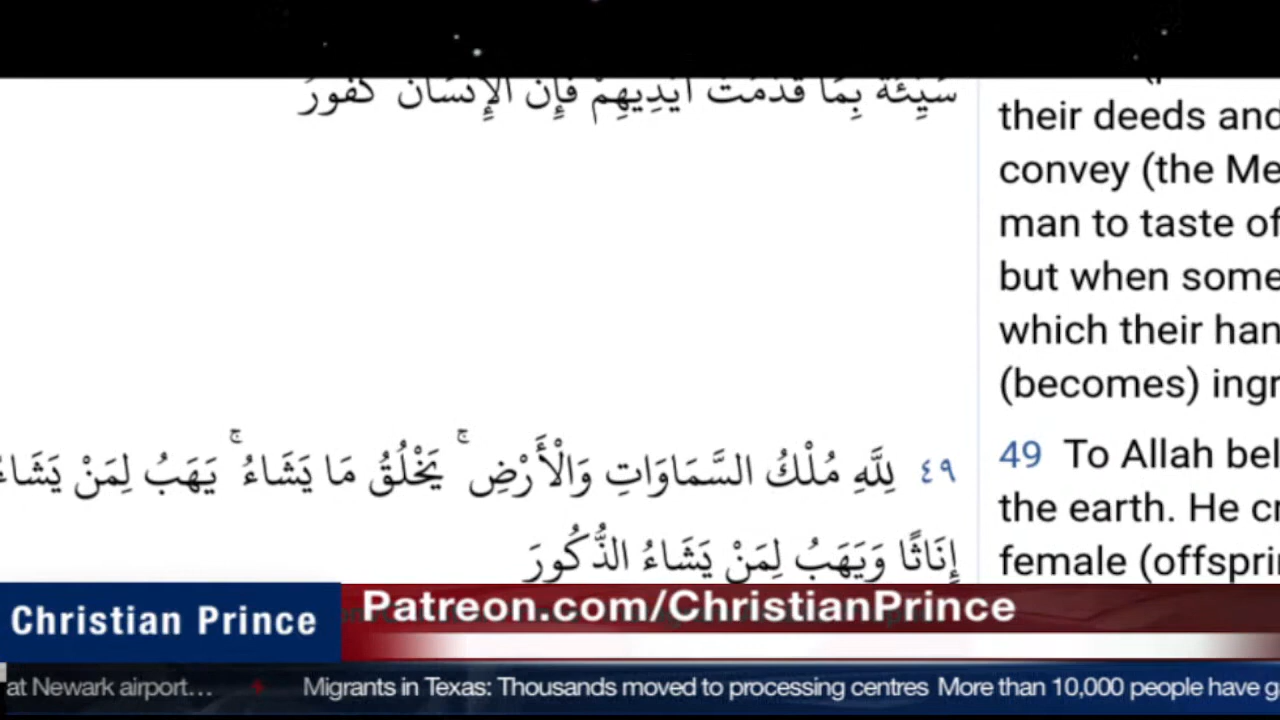 سَيِّئَةٌ بِمَا قَدَّمَتْ أَيْدِيهِمْ فَإِنَّ الْإِنسَانَ كَفُورٌ
٤٩ لِلَّهِ مُلْكُ السَّمَاوَاتِ وَالْأَرْضِ ۚ يَخْلُقُ مَا يَشَاءُ ۚ يَهَبُ لِمَنْ يَشَاءُ
إِنَاثًا وَيَهَبُ لِمَنْ يَشَاءُ الذُّكُورَ
their deeds and
convey (the Me
man to taste of
but when some
which their han
(becomes) ingr
49 To Allah bel
the earth. He cr
female (offsprin
Christian Prince
Patreon.com/ChristianPrince
at Newark airport... Migrants in Texas: Thousands moved to processing centres More than 10,000 people have g